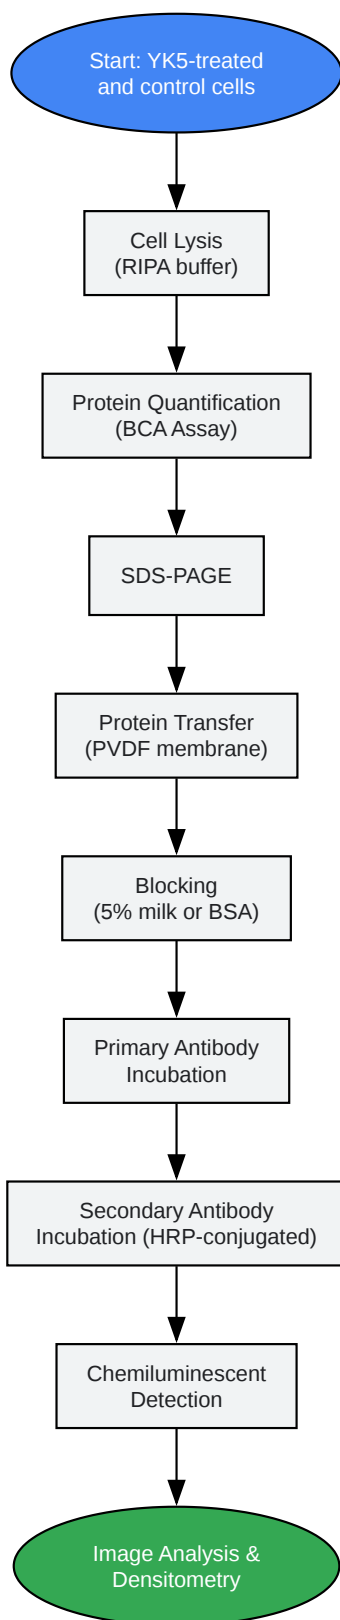 Start: YK5-treated
and control cells
Cell Lysis
(RIPA buffer)
Protein Quantification
(BCA Assay)
SDS-PAGE
Protein Transfer
(PVDF membrane)
Blocking
(5% milk or BSA)
Primary Antibody
Incubation
Secondary Antibody
Incubation (HRP-conjugated)
Chemiluminescent
Detection
Image Analysis &
Densitometry